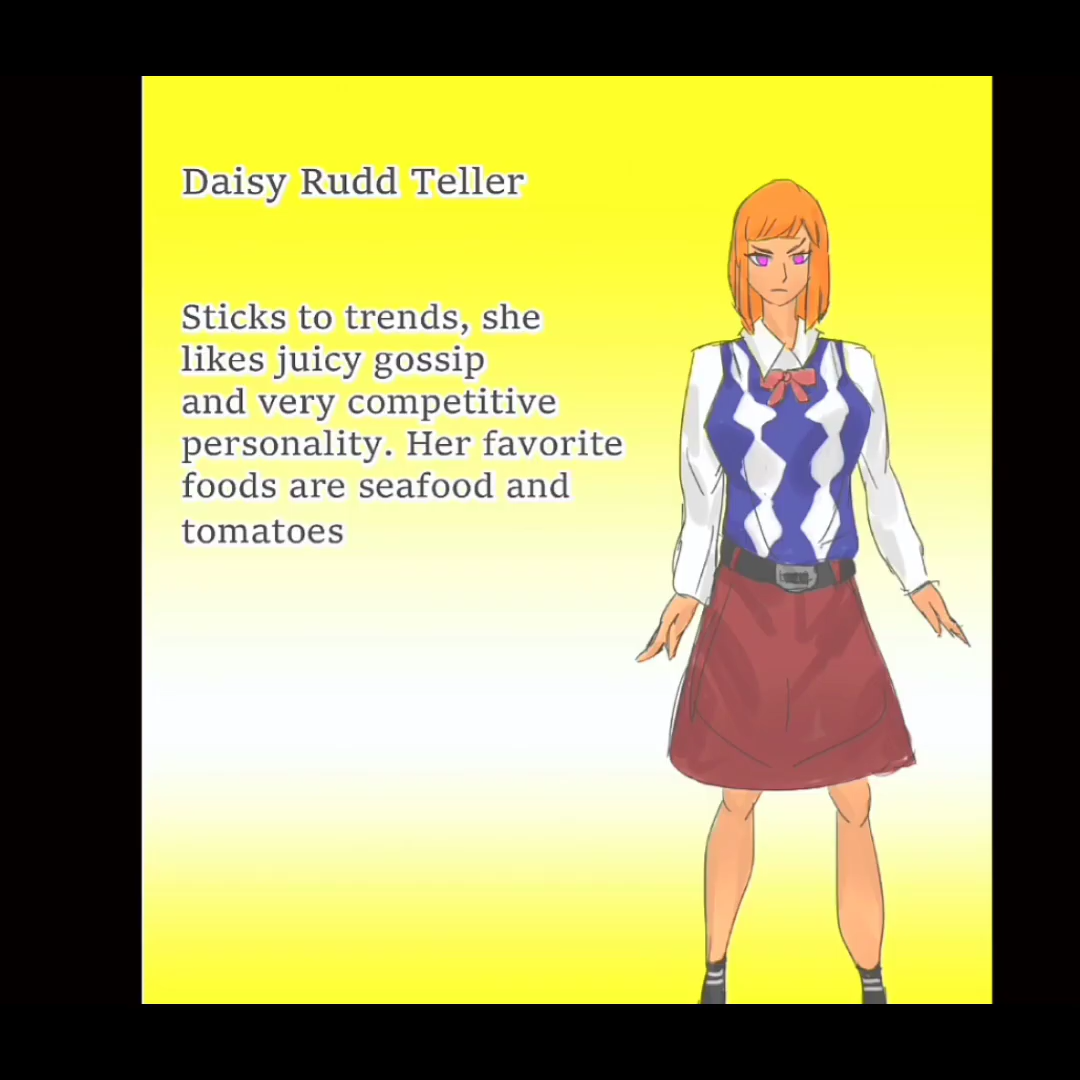 Daisy Rudd Teller
Sticks to trends, she
likes juicy gossip
and very competitive
personality. Her favorite
foods are seafood and
tomatoes